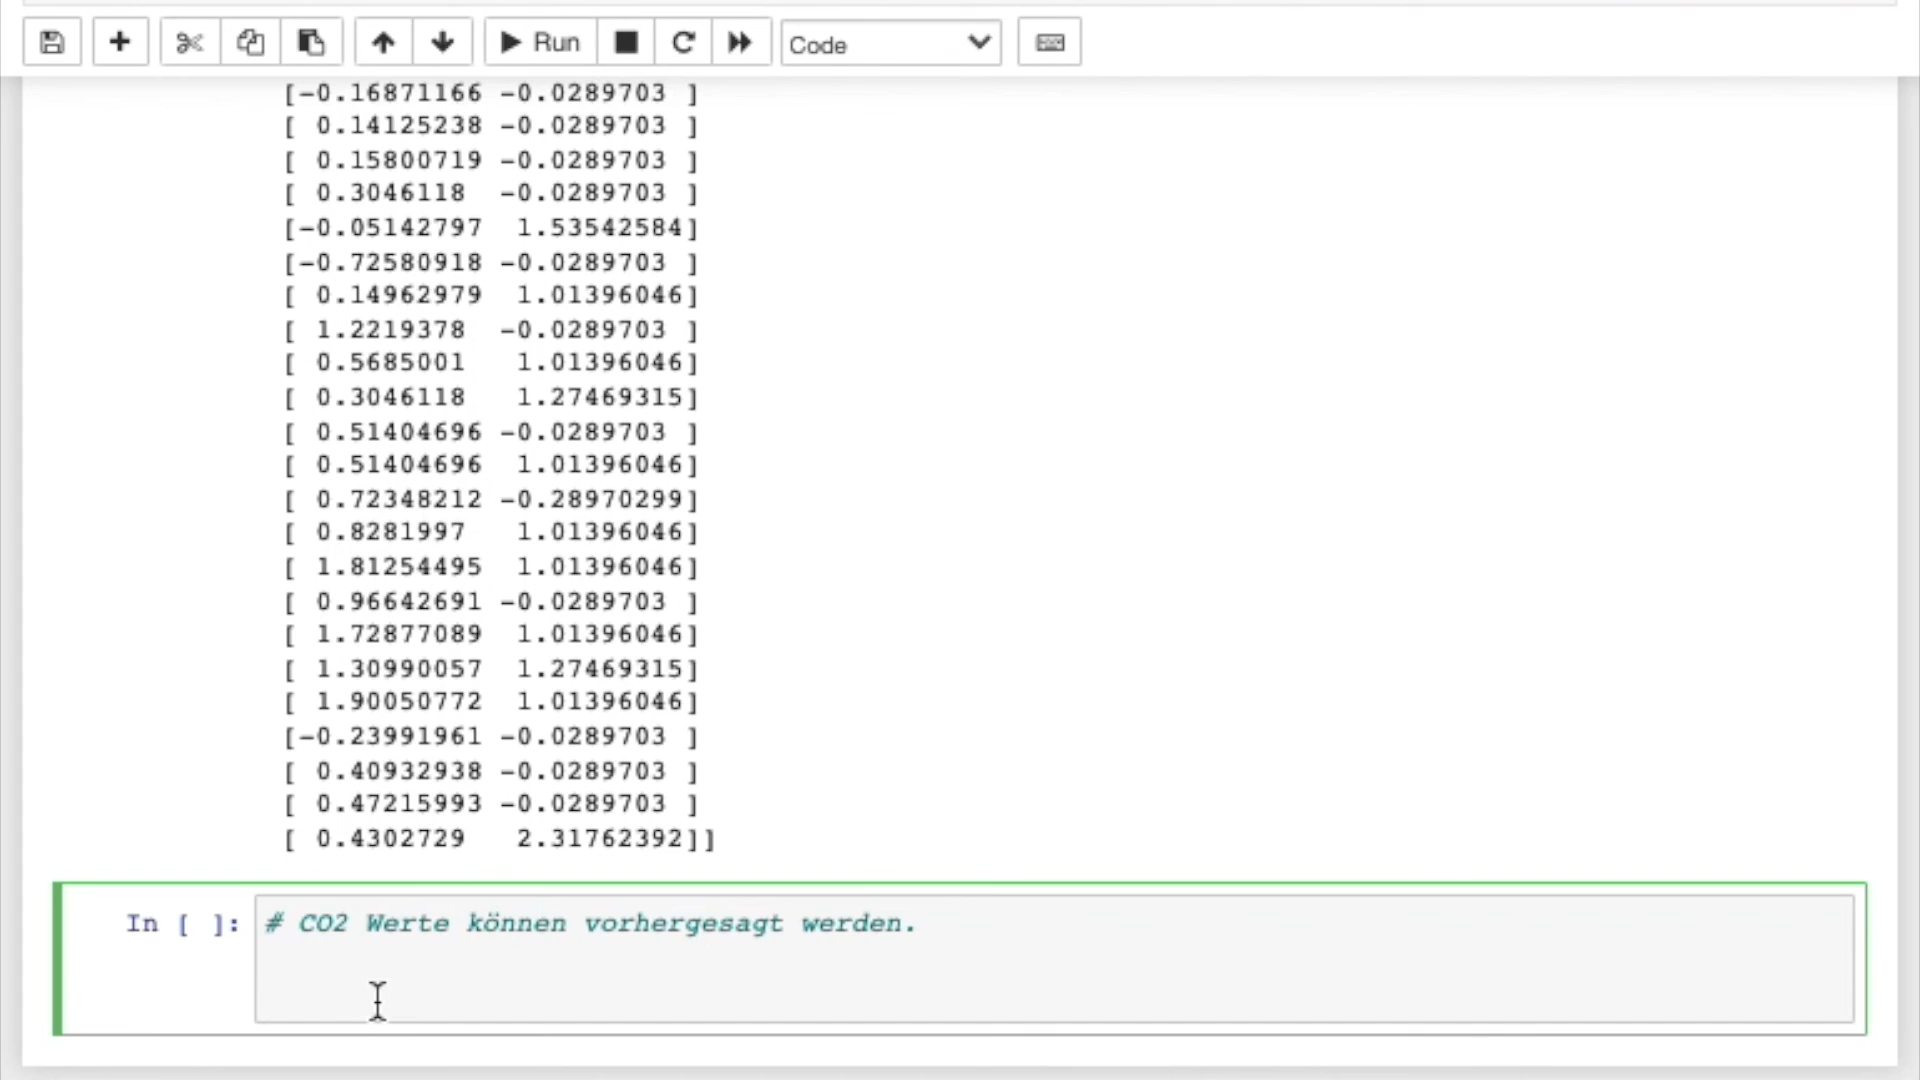 Run
Code
[-0.16871166 -0.0289703 ]
[ 0.14125238 -0.0289703 ]
[ 0.15800719 -0.0289703 ]
[ 0.3046118  -0.0289703 ]
[-0.05142797  1.53542584]
[-0.72580918 -0.0289703 ]
[ 0.14962979  1.01396046]
[ 1.2219378  -0.0289703 ]
[ 0.5685001   1.01396046]
[ 0.3046118   1.27469315]
[ 0.51404696 -0.0289703 ]
[ 0.51404696  1.01396046]
[ 0.72348212 -0.28970299]
[ 0.8281997   1.01396046]
[ 1.81254495  1.01396046]
[ 0.96642691 -0.0289703 ]
[ 1.72877089  1.01396046]
[ 1.30990057  1.27469315]
[ 1.90050772  1.01396046]
[-0.23991961 -0.0289703 ]
[ 0.40932938 -0.0289703 ]
[ 0.47215993 -0.0289703 ]
[ 0.4302729   2.31762392]]
In [ ]: # CO2 Werte können vorhergesagt werden.